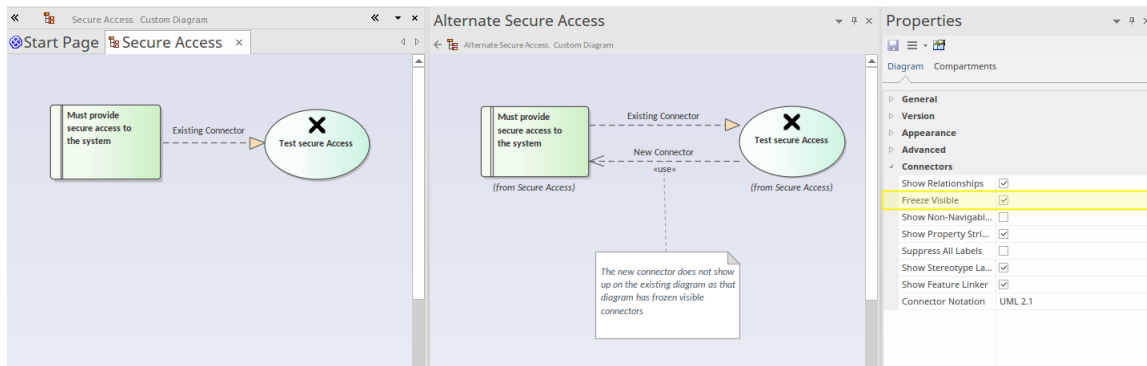 Secure Access. Custom Diagram
Start Page
Secure Access
Must provide
secure access to
the system
Existing Connector
Test secure Access
Alternate Secure Access
Alternate Secure Access. Custom Diagram
Must provide
secure access to
the system
(from Secure Access)
Existing Connector
New Connector
«use»
Test secure Access
(from Secure Access)
The new connector does not show
up on the existing diagram as that
diagram has frozen visible
connectors
Properties
Diagram Compartments
General
Version
Appearance
Advanced
Connectors
Show Relationships
Freeze Visible
Show Non-Navigabl...
Show Property Stri...
Suppress All Labels
Show Stereotype La...
Show Feature Linker
Connector Notation UML 2.1